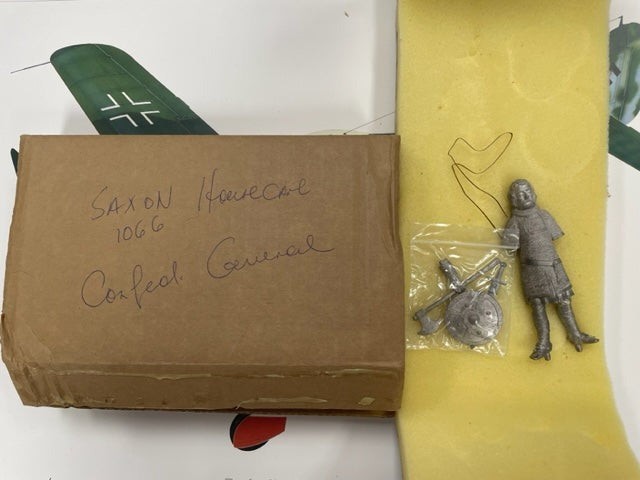 SAXON Housecarl
1066
Confed. General